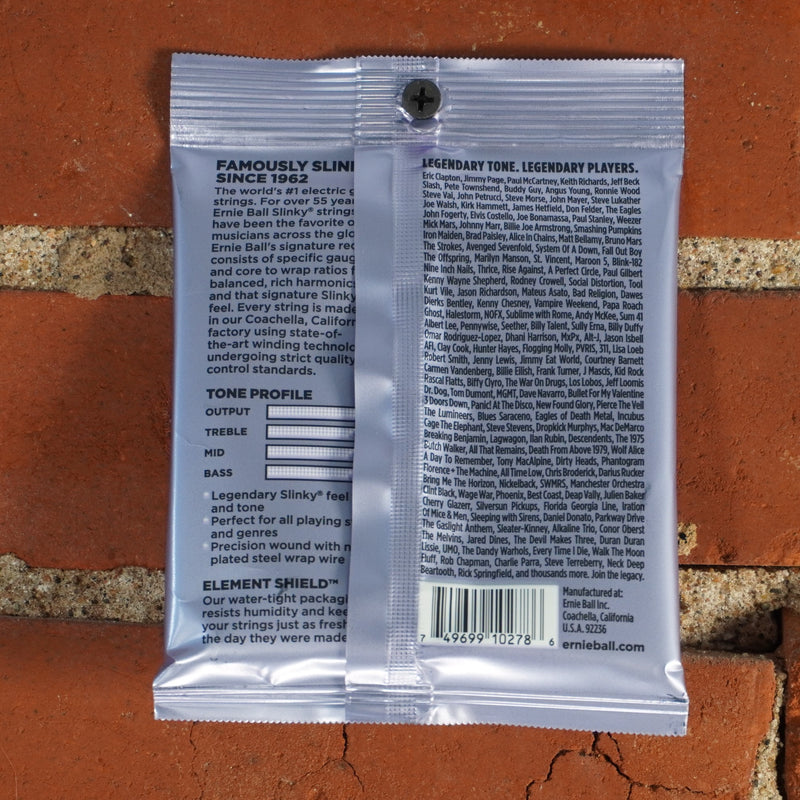 FAMOUSLY SLIN
SINCE 1962
The world's #1 electric g
strings. For over 55 year
Ernie Ball Slinky® strings
have been the favorite o
musicians across the glo
Ernie Ball's signature rec
consists of specific gaug
and core to wrap ratios f
balanced, rich harmonics
and that signature Slinky
feel. Every string is made
in our Coachella, Californ
factory using state-of-
the-art winding technolo
undergoing strict quality
control standards.
TONE PROFILE
OUTPUT
TREBLE
MID
BASS
Legendary Slinky® feel
and tone
Perfect for all playing s
and genres
Precision wound with n
plated steel wrap wire
ELEMENT SHIELD™
Our water-tight packagi
resists humidity and kee
your strings just as fresh
the day they were made
LEGENDARY TONE. LEGENDARY PLAYERS.
Eric Clapton, Jimmy Page, Paul McCartney, Keith Richards, Jeff Beck
Slash, Pete Townshend, Buddy Guy, Angus Young, Ronnie Wood
Steve Vai, John Petrucci, Steve Morse, John Mayer, Steve Lukather
Joe Walsh, Kirk Hammett, James Hetfield, Don Felder, The Eagles
John Fogerty, Elvis Costello, Joe Bonamassa, Paul Stanley, Weezer
Mick Mars, Johnny Marr, Billie Joe Armstrong, Smashing Pumpkins
Iron Maiden, Brad Paisley, Alice in Chains, Matt Bellamy, Bruno Mars
The Strokes, Avenged Sevenfold, System Of A Down, Fall Out Boy
The Offspring, Marilyn Manson, St. Vincent, Maroon 5, Blink-182
Nine Inch Nails, Thrice, Rise Against, A Perfect Circle, Paul Gilbert
Kenny Wayne Shepherd, Rodney Crowell, Social Distortion, Tool
Kurt Vile, Jason Richardson, Mateus Asato, Bad Religion, Dawes
Dierks Bentley, Kenny Chesney, Vampire Weekend, Papa Roach
Ghost, Halestorm, NOFX, Sublime with Rome, Andy McKee, Sum 41
Albert Lee, Pennywise, Seether, Billy Talent, Sully Erna, Billy Duffy
Omar Rodriguez-Lopez, Dhani Harrison, MxPx, Alt-J, Jason Isbell
AFI, Clay Cook, Hunter Hayes, Flogging Molly, PVRIS, 311, Lisa Loeb
Robert Smith, Jenny Lewis, Jimmy Eat World, Courtney Barnett
Carmen Vandenberg, Billie Eilish, Frank Turner, J Mascis, Kid Rock
Rascal Flatts, Biffy Clyro, The War On Drugs, Los Lobos, Jeff Loomis
Dr. Dog, Tom Dumont, MGMT, Dave Navarro, Bullet For My Valentine
3 Doors Down, Panic! At The Disco, New Found Glory, Pierce The Veil
The Lumineers, Blues Saraceno, Eagles of Death Metal, Incubus
Cage The Elephant, Steve Stevens, Dropkick Murphys, Mac DeMarco
Breaking Benjamin, Lagwagon, Ilan Rubin, Descendents, The 1975
Butch Walker, All That Remains, Death From Above 1979, Wolf Alice
A Day To Remember, Tony MacAlpine, Dirty Heads, Phantogram
Florence + The Machine, All Time Low, Chris Broderick, Darius Rucker
Bring Me The Horizon, Nickelback, SWMRS, Manchester Orchestra
Clint Black, Wage War, Phoenix, Best Coast, Deap Vally, Julien Baker
Cherry Glazerr, Silversun Pickups, Florida Georgia Line, Iration
Of Mice & Men, Sleeping with Sirens, Daniel Donato, Parkway Drive
The Gaslight Anthem, Sleater-Kinney, Alkaline Trio, Conor Oberst
The Melvins, Jared Dines, The Devil Makes Three, Duran Duran
Lissie, UMO, The Dandy Warhols, Every Time I Die, Walk The Moon
Fluff, Rob Chapman, Charlie Parra, Steve Terreberry, Neck Deep
Beartooth, Rick Springfield, and thousands more. Join the legacy.
7 49699 10278 6
Manufactured at:
Ernie Ball Inc.
Coachella, California
U.S.A. 92236
ernieball.com